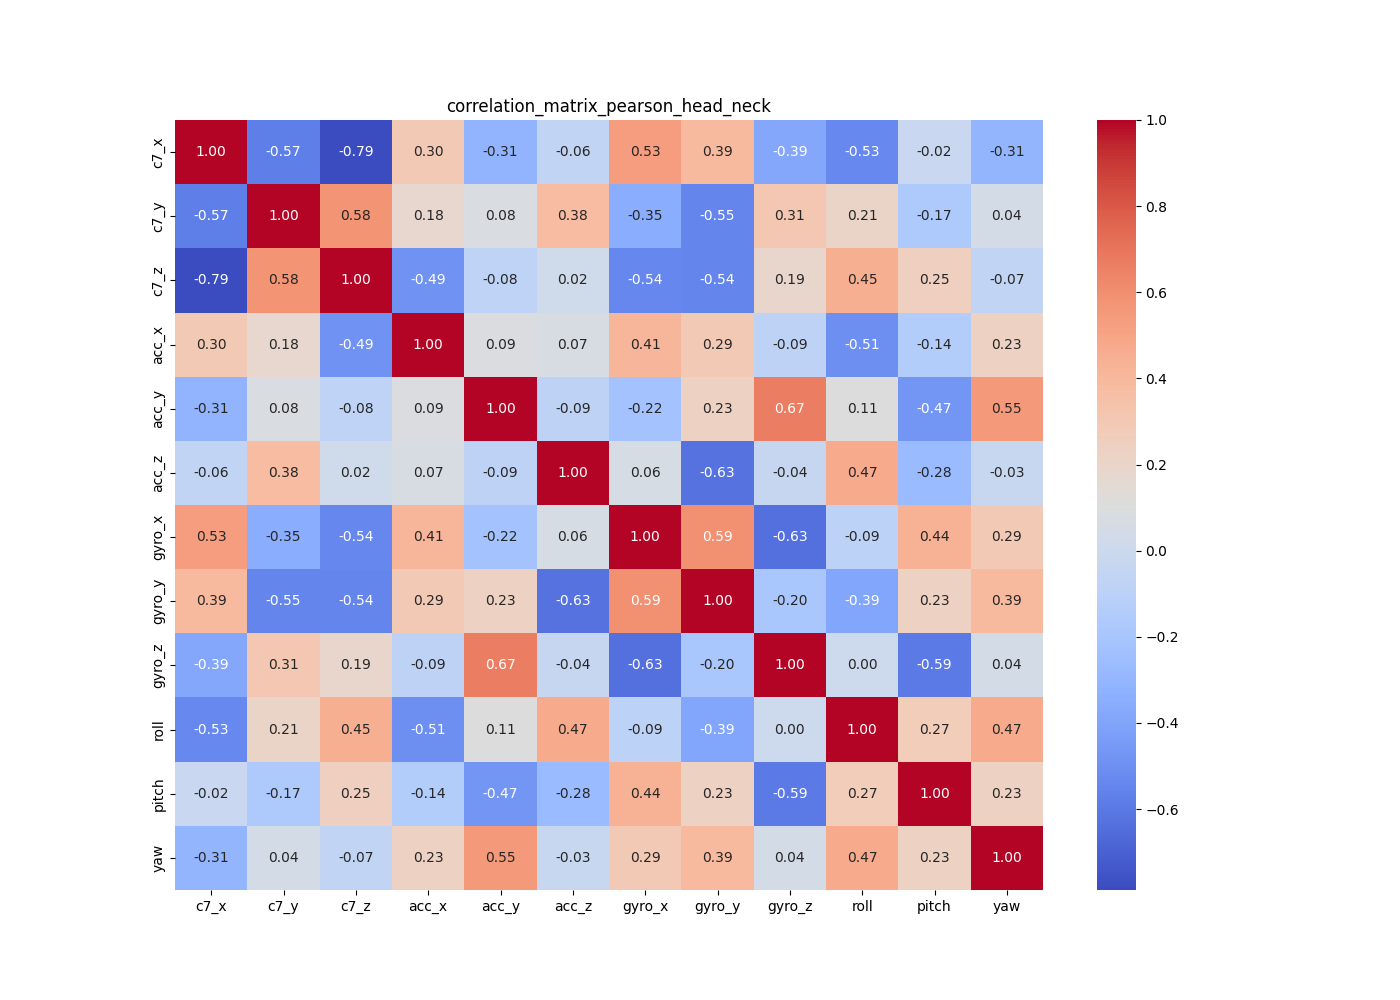 correlation_matrix_pearson_head_neck
c7_x 1.00 -0.57 -0.79 0.30 -0.31 -0.06 0.53 0.39 -0.39 -0.53 -0.02 -0.31
c7_y -0.57 1.00 0.58 0.18 0.08 0.38 -0.35 -0.55 0.31 0.21 -0.17 0.04
c7_z -0.79 0.58 1.00 -0.49 -0.08 0.02 -0.54 -0.54 0.19 0.45 0.25 -0.07
acc_x 0.30 0.18 -0.49 1.00 0.09 0.07 0.41 0.29 -0.09 -0.51 -0.14 0.23
acc_y -0.31 0.08 -0.08 0.09 1.00 -0.09 -0.22 0.23 0.67 0.11 -0.47 0.55
acc_z -0.06 0.38 0.02 0.07 -0.09 1.00 0.06 -0.63 -0.04 0.47 -0.28 -0.03
gyro_x 0.53 -0.35 -0.54 0.41 -0.22 0.06 1.00 0.59 -0.63 -0.09 0.44 0.29
gyro_y 0.39 -0.55 -0.54 0.29 0.23 -0.63 0.59 1.00 -0.20 -0.39 0.23 0.39
gyro_z -0.39 0.31 0.19 -0.09 0.67 -0.04 -0.63 -0.20 1.00 0.00 -0.59 0.04
roll -0.53 0.21 0.45 -0.51 0.11 0.47 -0.09 -0.39 0.00 1.00 0.27 0.47
pitch -0.02 -0.17 0.25 -0.14 -0.47 -0.28 0.44 0.23 -0.59 0.27 1.00 0.23
yaw -0.31 0.04 -0.07 0.23 0.55 -0.03 0.29 0.39 0.04 0.47 0.23 1.00
c7_x c7_y c7_z acc_x acc_y acc_z gyro_x gyro_y gyro_z roll pitch yaw
1.0
0.8
0.6
0.4
0.2
0.0
−0.2
−0.4
−0.6